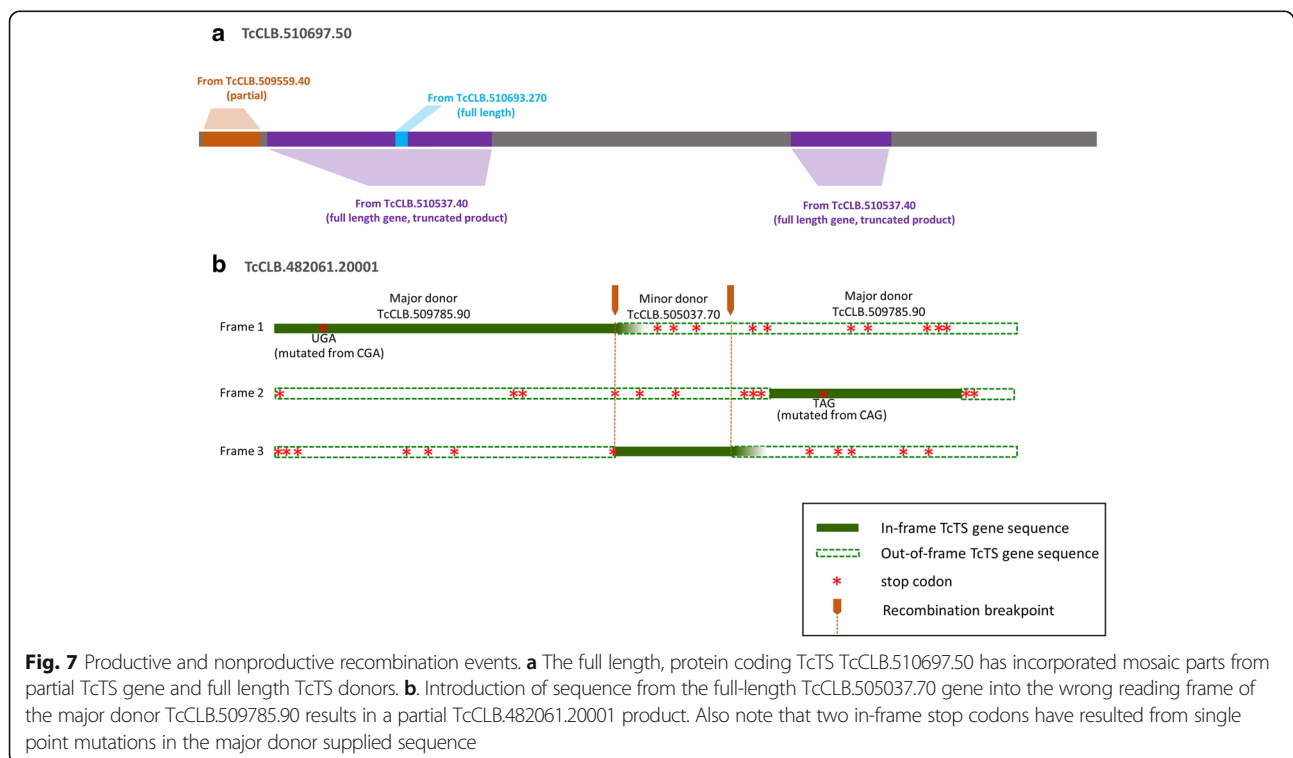 a TcCLB.510697.50
From TcCLB.509559.40
(partial)
From TcCLB.510693.270
(full length)
From TcCLB.510537.40
(full length gene, truncated product)
From TcCLB.510537.40
(full length gene, truncated product)
b TcCLB.482061.20001
Major donor
TcCLB.509785.90
Minor donor
TcCLB.505037.70
Major donor
TcCLB.509785.90
Frame 1
UGA
(mutated from CGA)
Frame 2
TAG
(mutated from CAG)
Frame 3
In-frame TcTS gene sequence
Out-of-frame TcTS gene sequence
* stop codon
Recombination breakpoint
Fig. 7 Productive and nonproductive recombination events. a The full length, protein coding TcTS TcCLB.510697.50 has incorporated mosaic parts from
partial TcTS gene and full length TcTS donors. b. Introduction of sequence from the full-length TcCLB.505037.70 gene into the wrong reading frame of
the major donor TcCLB.509785.90 results in a partial TcCLB.482061.20001 product. Also note that two in-frame stop codons have resulted from single
point mutations in the major donor supplied sequence